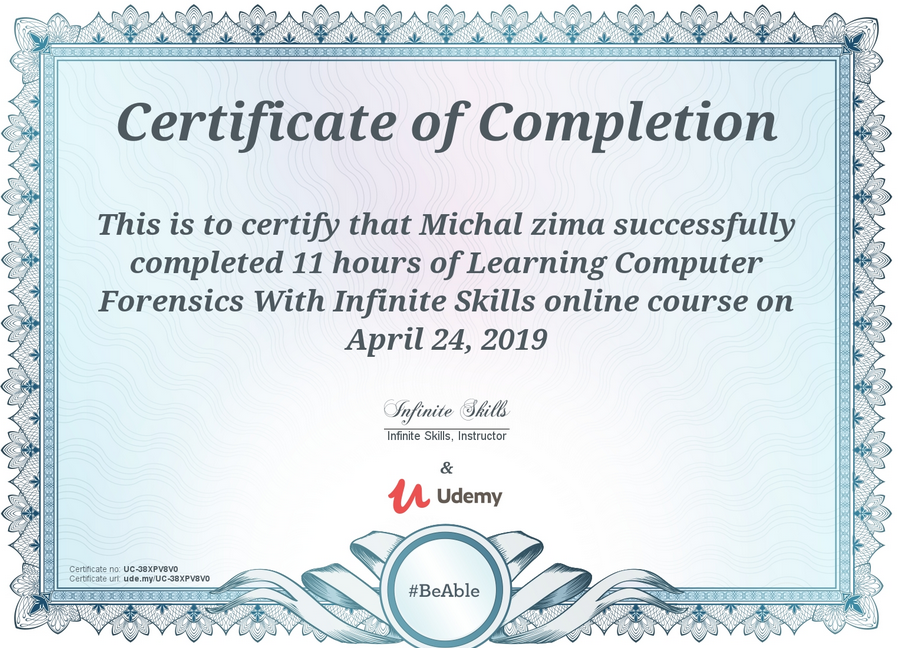 Certificate of Completion
This is to certify that Michal zima successfully
completed 11 hours of Learning Computer
Forensics With Infinite Skills online course on
April 24, 2019
Infinite Skills
Infinite Skills, Instructor
&
Udemy
Certificate no: UC-38XPV8V0
Certificate url: ude.my/UC-38XPV8V0
#BeAble